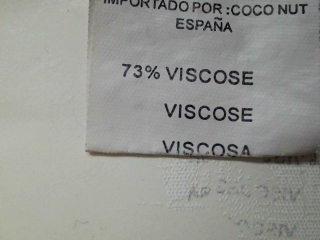 IMPORTADO POR :COCO NUT
ESPAÑA
73% VISCOSE
VISCOSE
VISCOSA